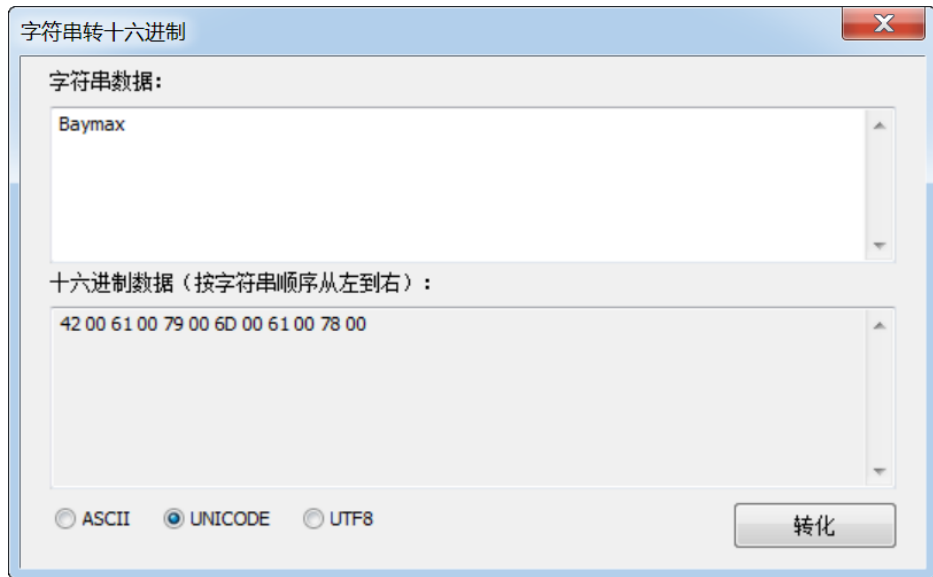 字符串转十六进制
字符串数据：
Baymax
十六进制数据（按字符串顺序从左到右）：
42 00 61 00 79 00 6D 00 61 00 78 00
ASCII UNICODE UTF8
转化